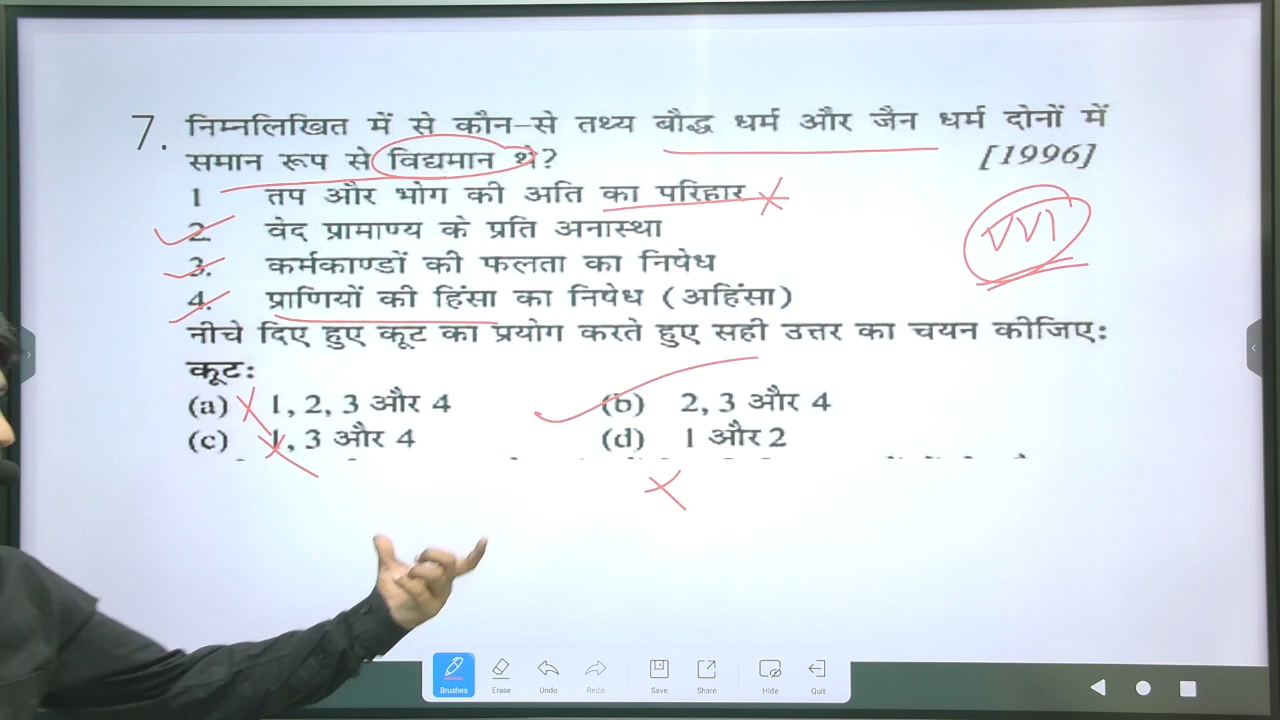 7. निम्नलिखित में से कौन-से तथ्य बौद्ध धर्म और जैन धर्म दोनों में
समान रूप से विद्यमान थे? [1996]
1 तप और भोग की अति का परिहार
2. वेद प्रामाण्य के प्रति अनास्था
3. कर्मकाण्डों की फलता का निषेध
4. प्राणियों की हिंसा का निषेध (अहिंसा)
VVI
नीचे दिए हुए कूट का प्रयोग करते हुए सही उत्तर का चयन कीजिए:
कूट:
(a) 1, 2, 3 और 4 (b) 2, 3 और 4
(c) 1, 3 और 4 (d) 1 और 2
Brushes Erase Undo Redo Save Share Hide Quit